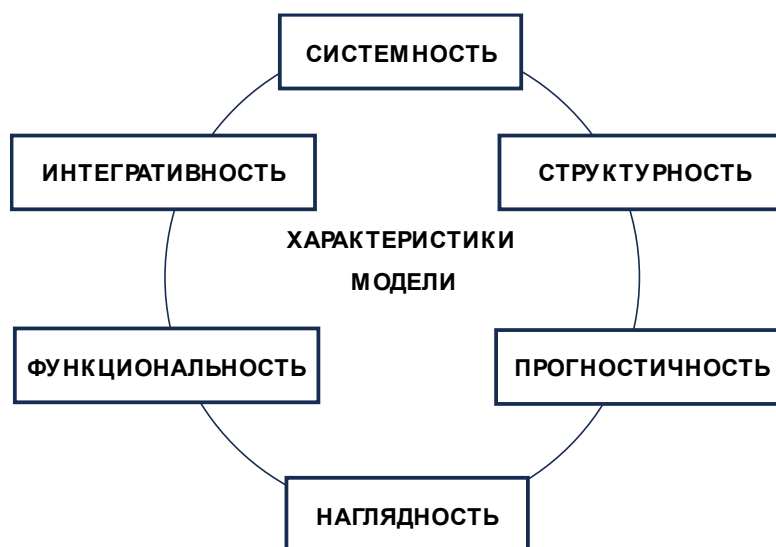 СИСТЕМНОСТЬ
ИНТЕГРАТИВНОСТЬ
СТРУКТУРНОСТЬ
ХАРАКТЕРИСТИКИ
МОДЕЛИ
ФУНКЦИОНАЛЬНОСТЬ
ПРОГНОСТИЧНОСТЬ
НАГЛЯДНОСТЬ